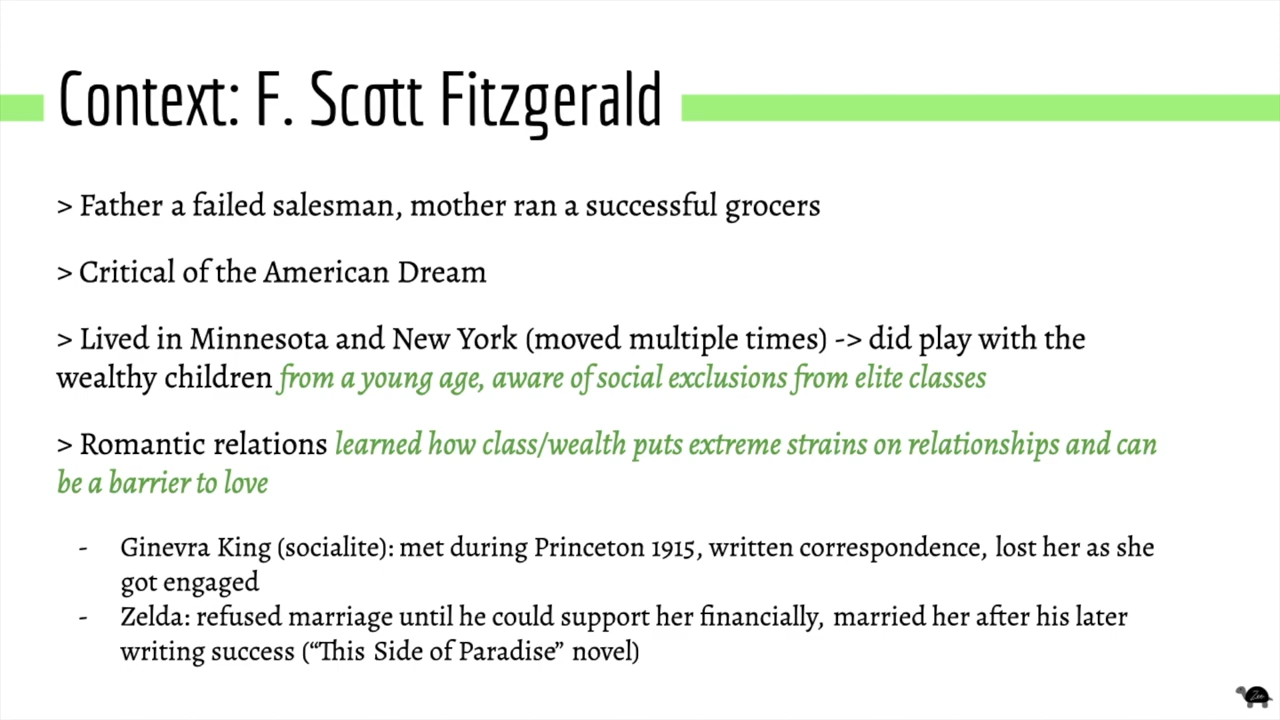 Context: F. Scott Fitzgerald
> Father a failed salesman, mother ran a successful grocers
> Critical of the American Dream
> Lived in Minnesota and New York (moved multiple times) -> did play with the
wealthy children from a young age, aware of social exclusions from elite classes
> Romantic relations learned how class/wealth puts extreme strains on relationships and can
be a barrier to love
- Ginevra King (socialite): met during Princeton 1915, written correspondence, lost her as she
got engaged
- Zelda: refused marriage until he could support her financially, married her after his later
writing success (“This Side of Paradise” novel)